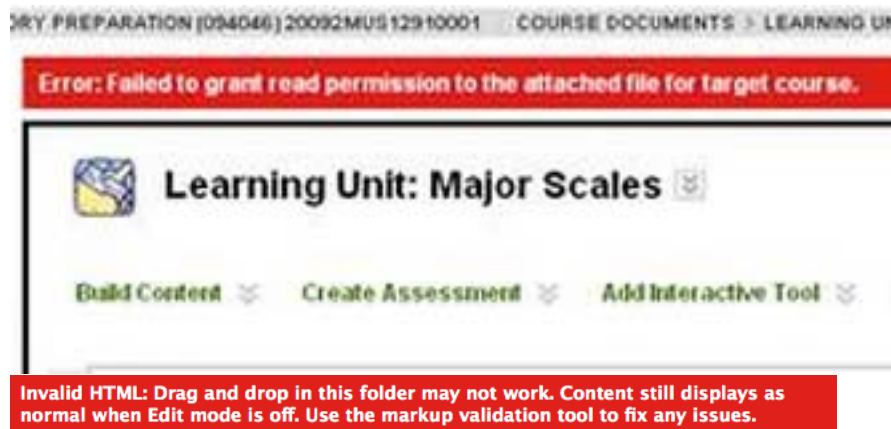 ORY PREPARATION [094046] 20092MUS12910001 COURSE DOCUMENTS > LEARNING UN
Error: Failed to grant read permission to the attached file for target course.
Learning Unit: Major Scales
Build Content Create Assessment Add Interactive Tool
Invalid HTML: Drag and drop in this folder may not work. Content still displays as
normal when Edit mode is off. Use the markup validation tool to fix any issues.